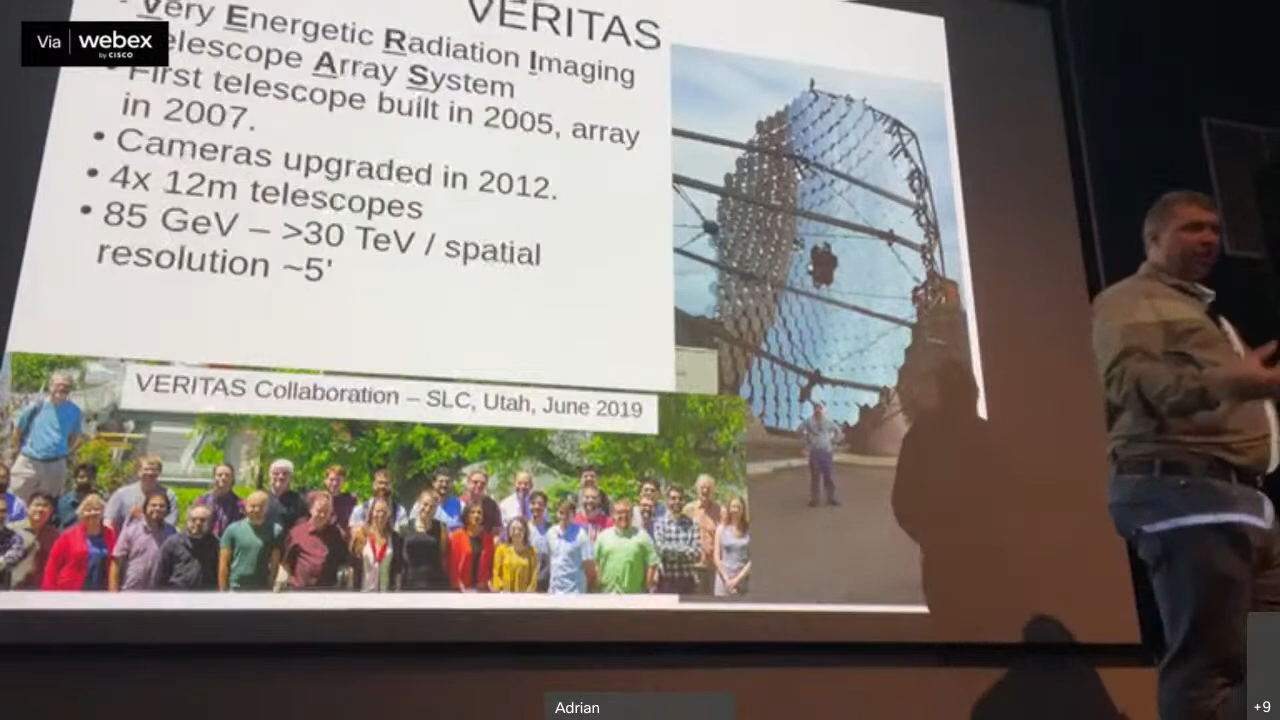 Via webex
by CISCO
VERITAS
Very Energetic Radiation Imaging
Telescope Array System
• First telescope built in 2005, array
in 2007.
• Cameras upgraded in 2012.
• 4x 12m telescopes
• 85 GeV – >30 TeV / spatial
resolution ~5'
VERITAS Collaboration – SLC, Utah, June 2019
Adrian
+9